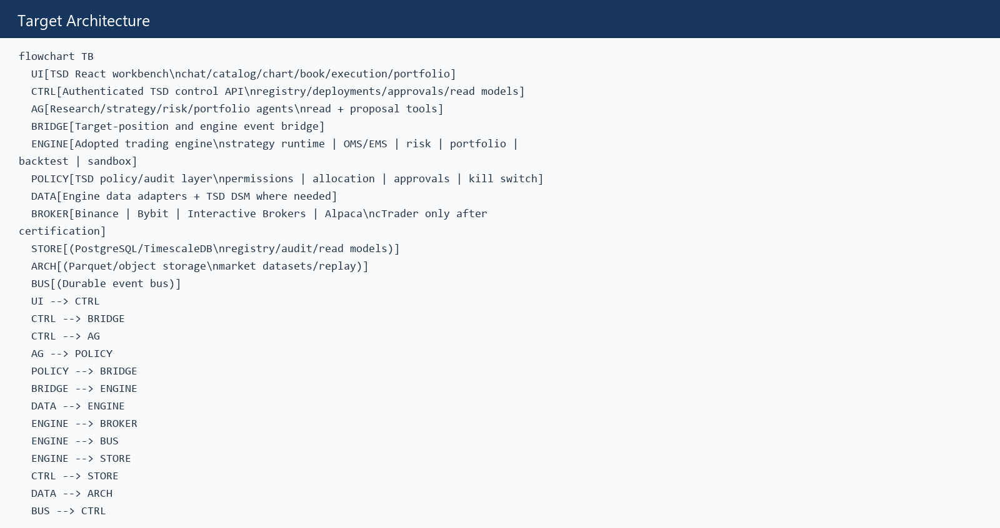 Target Architecture
flowchart TB
UI[TSD React workbench\nchat/catalog/chart/book/execution/portfolio]
CTRL[Authenticated TSD control API\nregistry/deployments/approvals/read models]
AG[Research/strategy/risk/portfolio agents\nread + proposal tools]
BRIDGE[Target-position and engine event bridge]
ENGINE[Adopted trading engine\nstrategy runtime | OMS/EMS | risk | portfolio |
backtest | sandbox]
POLICY[TSD policy/audit layer\npermissions | allocation | approvals | kill switch]
DATA[Engine data adapters + TSD DSM where needed]
BROKER[Binance | Bybit | Interactive Brokers | Alpaca\ncTrader only after
certification]
STORE[(PostgreSQL/TimescaleDB\nregistry/audit/read models)]
ARCH[(Parquet/object storage\nmarket datasets/replay)]
BUS[(Durable event bus)]
UI --> CTRL
CTRL --> BRIDGE
CTRL --> AG
AG --> POLICY
POLICY --> BRIDGE
BRIDGE --> ENGINE
DATA --> ENGINE
ENGINE --> BROKER
ENGINE --> BUS
ENGINE --> STORE
CTRL --> STORE
DATA --> ARCH
BUS --> CTRL